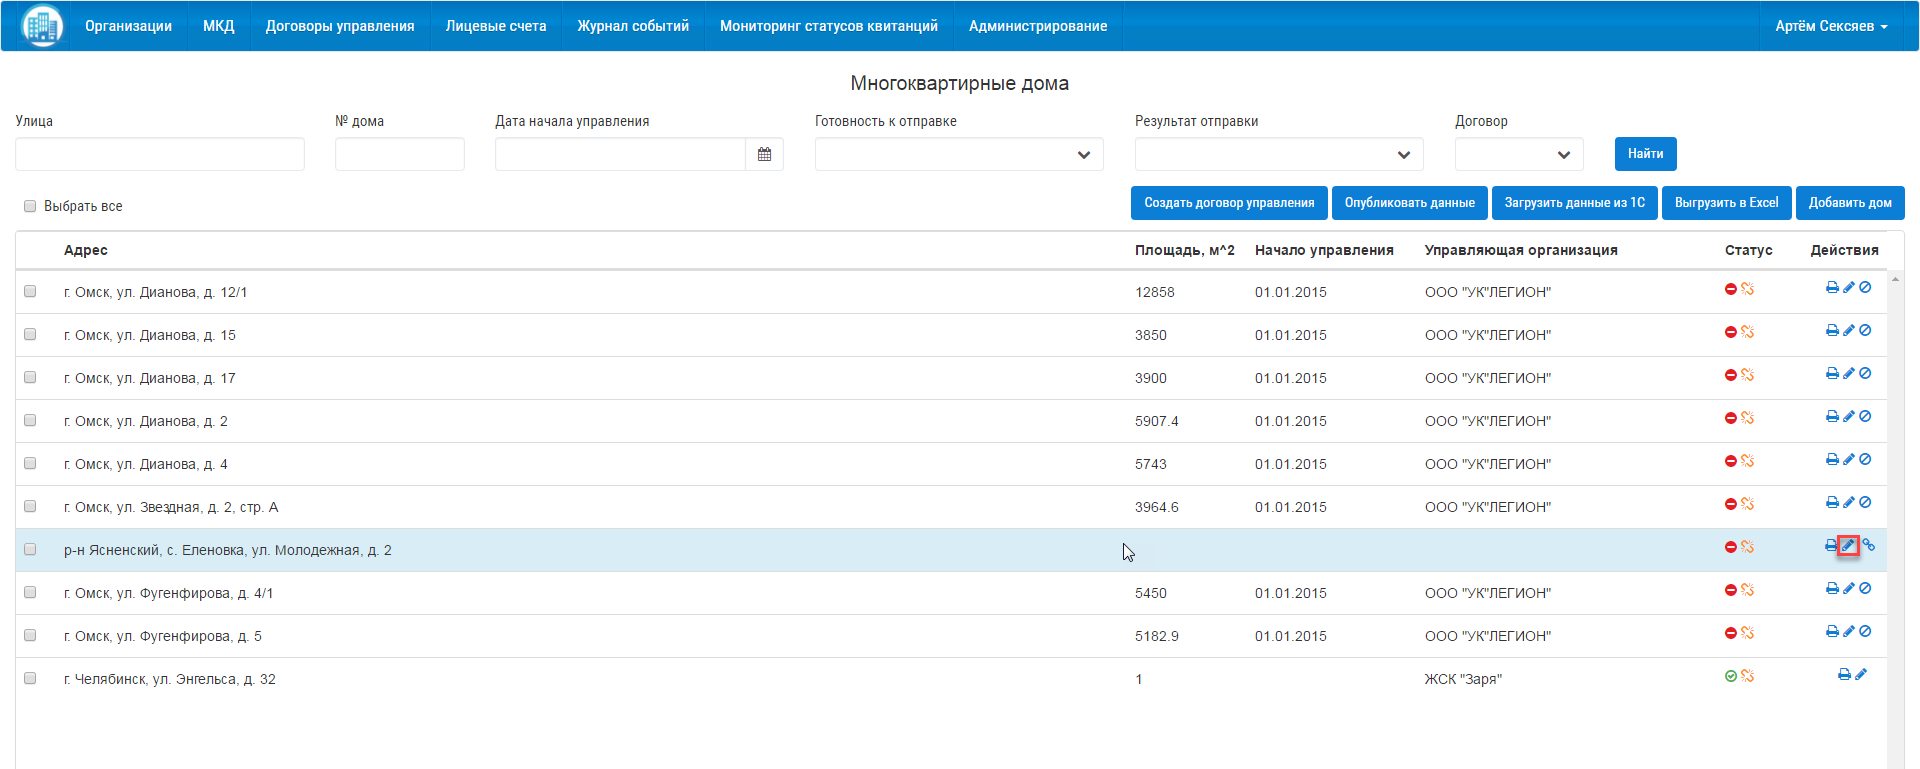 Организации МКД Договоры управления Лицевые счета Журнал событий Мониторинг статусов квитанций Администрирование Артём Сексяев
Многоквартирные дома
Улица № дома Дата начала управления Готовность к отправке Результат отправки Договор
Найти
Выбрать все Создать договор управления Опубликовать данные Загрузить данные из 1С Выгрузить в Excel Добавить дом
Адрес Площадь, м^2 Начало управления Управляющая организация Статус Действия
г. Омск, ул. Дианова, д. 12/1 12858 01.01.2015 ООО "УК"ЛЕГИОН"
г. Омск, ул. Дианова, д. 15 3850 01.01.2015 ООО "УК"ЛЕГИОН"
г. Омск, ул. Дианова, д. 17 3900 01.01.2015 ООО "УК"ЛЕГИОН"
г. Омск, ул. Дианова, д. 2 5907.4 01.01.2015 ООО "УК"ЛЕГИОН"
г. Омск, ул. Дианова, д. 4 5743 01.01.2015 ООО "УК"ЛЕГИОН"
г. Омск, ул. Звездная, д. 2, стр. А 3964.6 01.01.2015 ООО "УК"ЛЕГИОН"
р-н Ясненский, с. Еленовка, ул. Молодежная, д. 2
г. Омск, ул. Фугенфирова, д. 4/1 5450 01.01.2015 ООО "УК"ЛЕГИОН"
г. Омск, ул. Фугенфирова, д. 5 5182.9 01.01.2015 ООО "УК"ЛЕГИОН"
г. Челябинск, ул. Энгельса, д. 32 1 ЖСК "Заря"